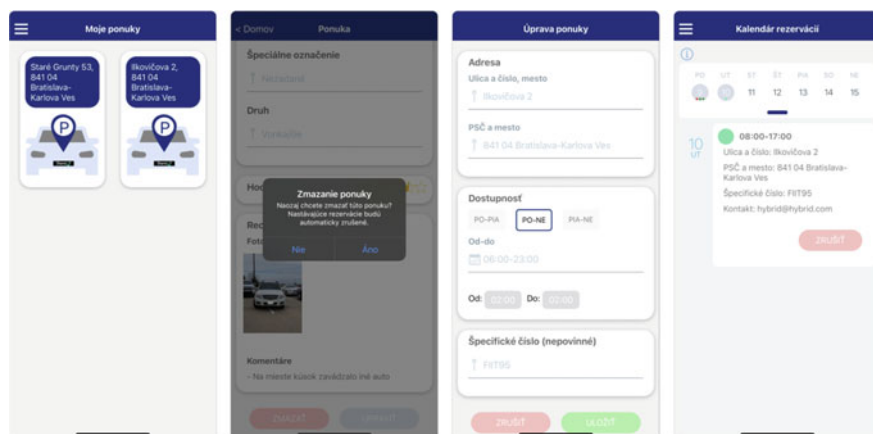 Moje ponuky
Staré Grunty 53,
841 04
Bratislava-
Karlova Ves
Ilkovičova 2,
841 04
Bratislava-
Karlova Ves
P
P
< Domov
Ponuka
Špeciálne označenie
Nezadané
Druh
Vonkajšie
Zmazanie ponuky
Naozaj chcete zmazať túto ponuku?
Nastávajúce rezervácie budú
automaticky zrušené.
Nie
Áno
Komentáre
- Na mieste kúsok zavádzalo iné auto
ZMAZAŤ
UPRAVIŤ
Úprava ponuky
Adresa
Ulica a číslo, mesto
Ilkovičova 2
PSČ a mesto
841 04 Bratislava-Karlova Ves
Dostupnosť
PO-PIA
PO-NE
PIA-NE
Od-do
06:00-23:00
Od: 02:00 Do: 02:00
Špecifické číslo (nepovinné)
FIIT95
ZRUŠIŤ
ULOŽIŤ
Kalendár rezervácií
PO UT ST ŠT PIA SO NE
9 10 11 12 13 14 15
10
UT
08:00-17:00
Ulica a číslo: Ilkovičova 2
PSČ a mesto: 841 04 Bratislava-
Karlova Ves
Špecifické číslo: FIIT95
Kontakt: hybrid@hybrid.com
ZRUŠIŤ